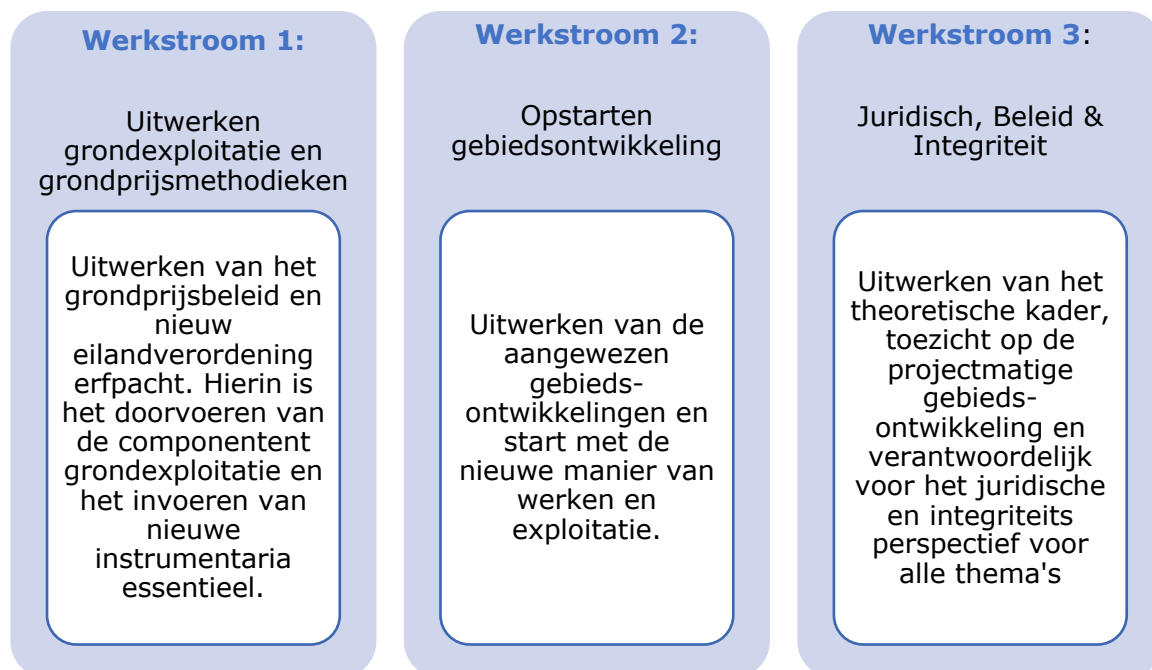 Werkstroom 1:
Uitwerken
grondexploitatie en
grondprijsmethodieken
Uitwerken van het
grondprijsbeleid en
nieuw
eilandverordening
erfpacht. Hierin is
het doorvoeren van
de componentent
grondexploitatie en
het invoeren van
nieuwe
instrumentaria
essentieel.
Werkstroom 2:
Opstarten
gebiedsontwikkeling
Uitwerken van de
aangewezen
gebieds-
ontwikkelingen en
start met de
nieuwe manier van
werken en
exploitatie.
Werkstroom 3:
Juridisch, Beleid &
Integriteit
Uitwerken van het
theoretische kader,
toezicht op de
projectmatige
gebieds-
ontwikkeling en
verantwoordelijk
voor het juridische
en integriteits
perspectief voor
alle thema's